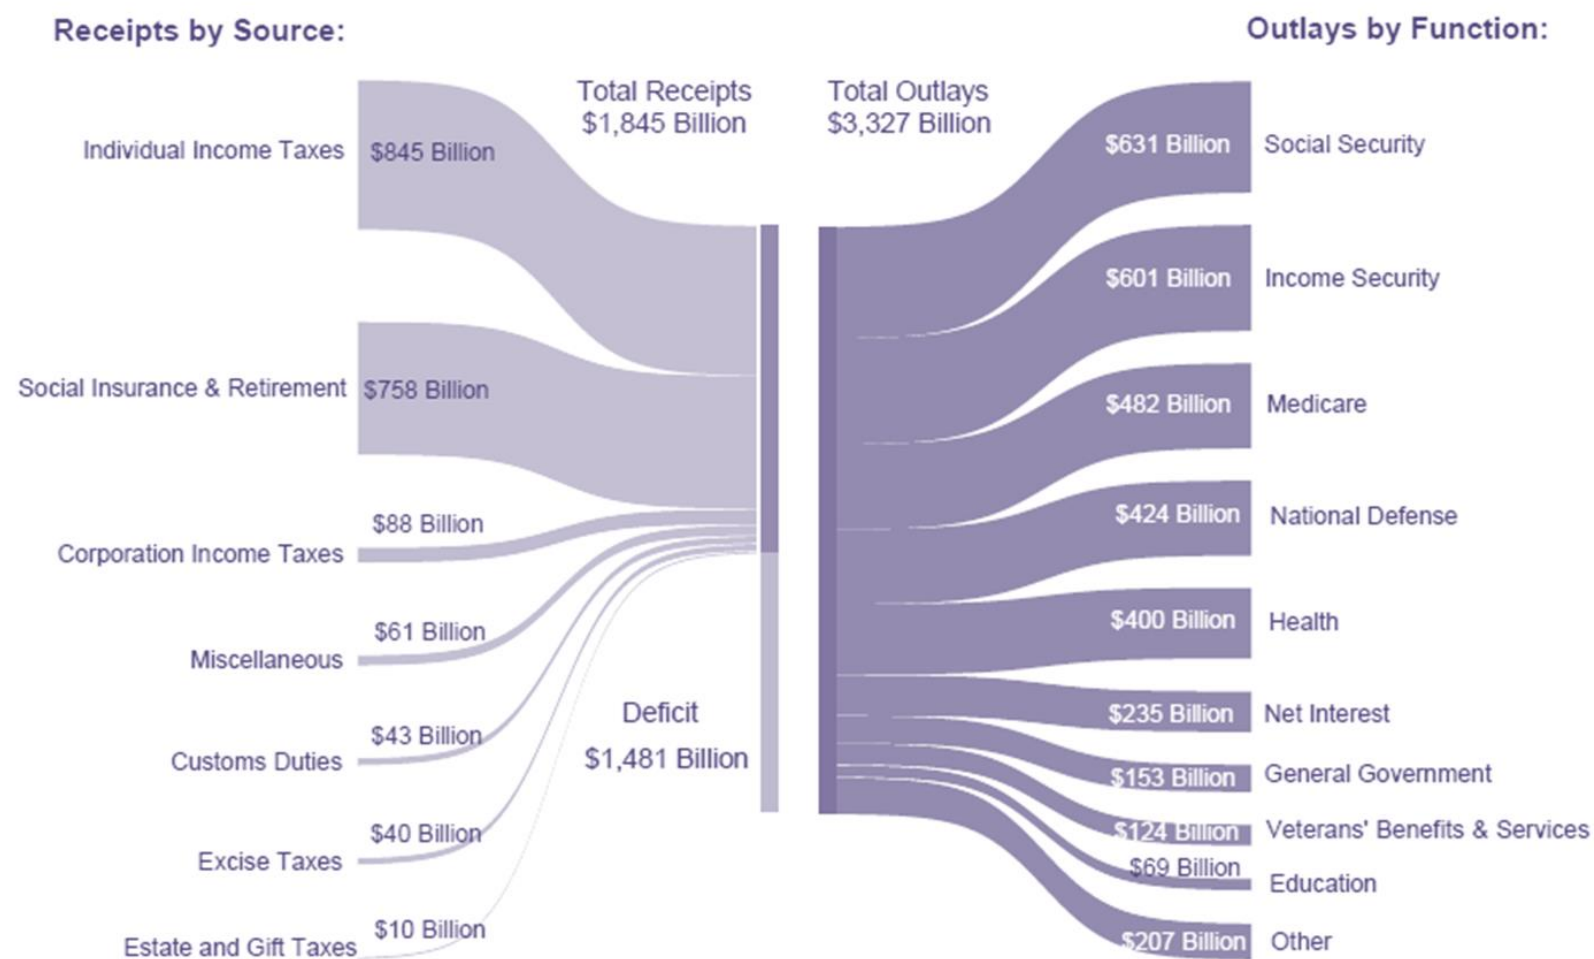 Receipts by Source:
Individual Income Taxes
$845 Billion
Social Insurance & Retirement
$758 Billion
$88 Billion
Corporation Income Taxes
$61 Billion
Miscellaneous
$43 Billion
Customs Duties
$40 Billion
Excise Taxes
$10 Billion
Estate and Gift Taxes
Total Receipts
$1,845 Billion
Deficit
$1,481 Billion
Total Outlays
$3,327 Billion
Outlays by Function:
$631 Billion
Social Security
$601 Billion
Income Security
$482 Billion
Medicare
$424 Billion
National Defense
$400 Billion
Health
$235 Billion
Net Interest
$153 Billion
General Government
$124 Billion
Veterans' Benefits & Services
$69 Billion
Education
$207 Billion
Other